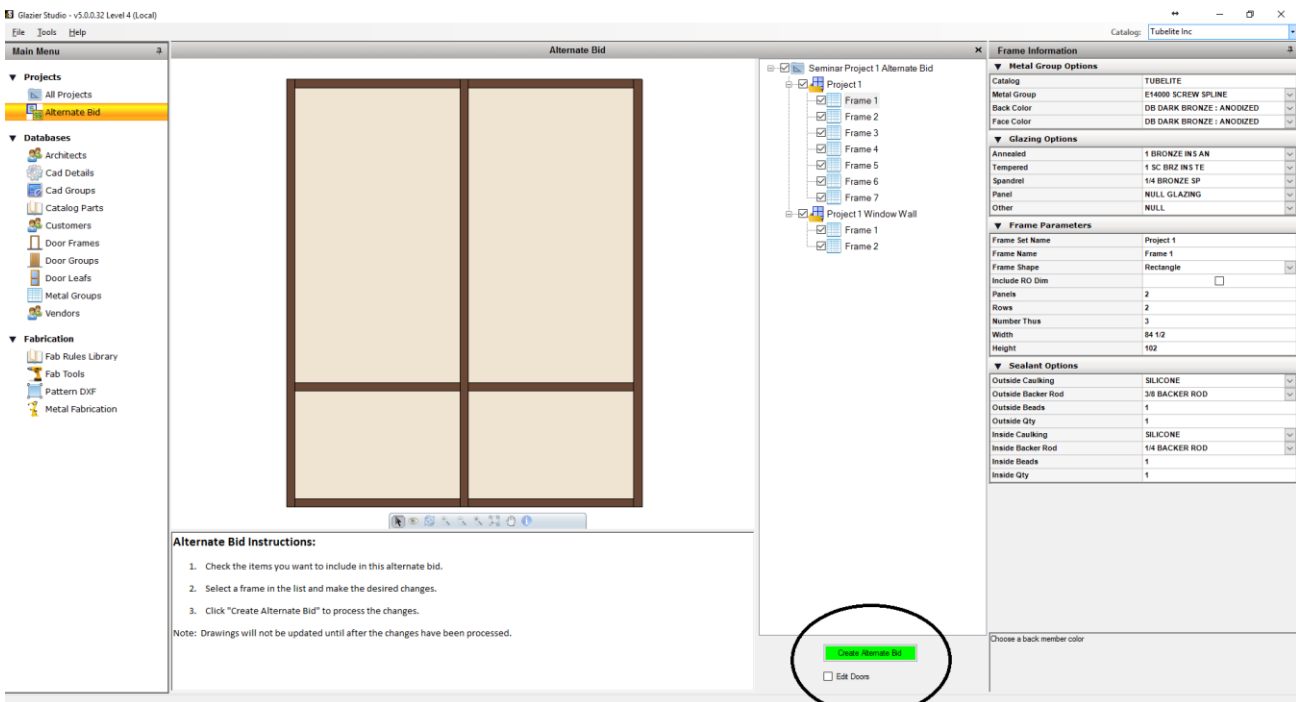 Glazier Studio - v5.0.0.32 Level 4 (Local)
File Tools Help
Catalog: Tubelite Inc
Main Menu
Projects
All Projects
Alternate Bid
Databases
Architects
Cad Details
Cad Groups
Catalog Parts
Customers
Door Frames
Door Groups
Door Leafs
Metal Groups
Vendors
Fabrication
Fab Rules Library
Fab Tools
Pattern DXF
Metal Fabrication
Alternate Bid
Seminar Project 1 Alternate Bid
Project 1
Frame 1
Frame 2
Frame 3
Frame 4
Frame 5
Frame 6
Frame 7
Project 1 Window Wall
Frame 1
Frame 2
Alternate Bid Instructions:
1. Check the items you want to include in this alternate bid.
2. Select a frame in the list and make the desired changes.
3. Click "Create Alternate Bid" to process the changes.
Note: Drawings will not be updated until after the changes have been processed.
Create Alternate Bid
Edit Doors
Frame Information
Metal Group Options
Catalog TUBELITE
Metal Group E14000 SCREW SPLINE
Back Color DB DARK BRONZE : ANODIZED
Face Color DB DARK BRONZE : ANODIZED
Glazing Options
Annealed 1 BRONZE INS AN
Tempered 1 SC BRZ INS TE
Spandrel 1/4 BRONZE SP
Panel NULL GLAZING
Other NULL
Frame Parameters
Frame Set Name Project 1
Frame Name Frame 1
Frame Shape Rectangle
Include RO Dim
Panels 2
Rows 2
Number Thus 3
Width 84 1/2
Height 102
Sealant Options
Outside Caulking SILICONE
Outside Backer Rod 3/8 BACKER ROD
Outside Beads 1
Outside Qty 1
Inside Caulking SILICONE
Inside Backer Rod 1/4 BACKER ROD
Inside Beads 1
Inside Qty 1
Choose a back member color